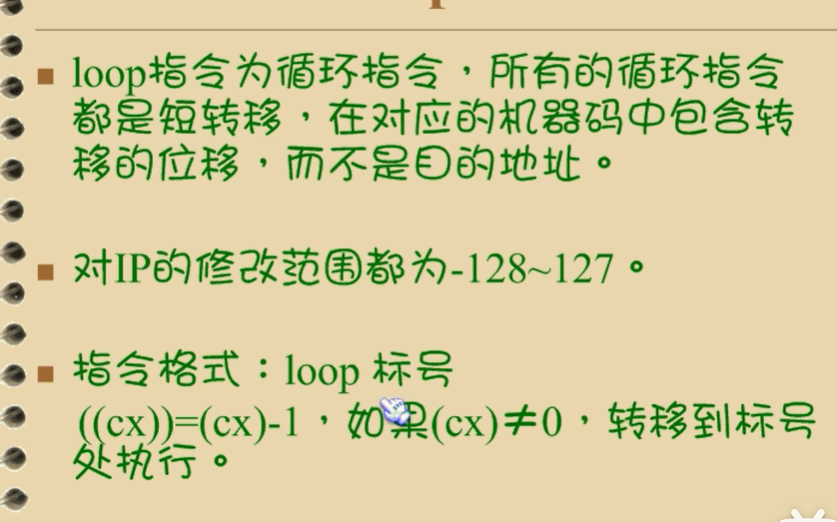 loop指令为循环指令，所有的循环指令
都是短转移，在对应的机器码中包含转
移的位移，而不是目的地址。
对IP的修改范围都为-128~127。
指令格式：loop 标号
((cx))=(cx)-1，如果(cx)≠0，转移到标号
处执行。